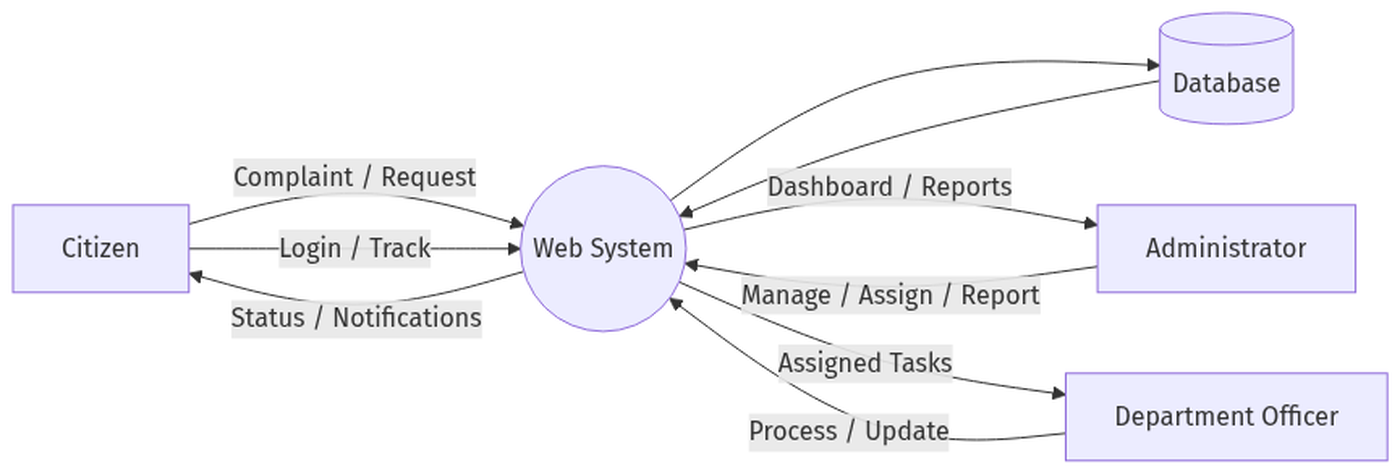 Database
Complaint / Request
Dashboard / Reports
Citizen
Login / Track
Web System
Administrator
Status / Notifications
Manage / Assign / Report
Assigned Tasks
Department Officer
Process / Update